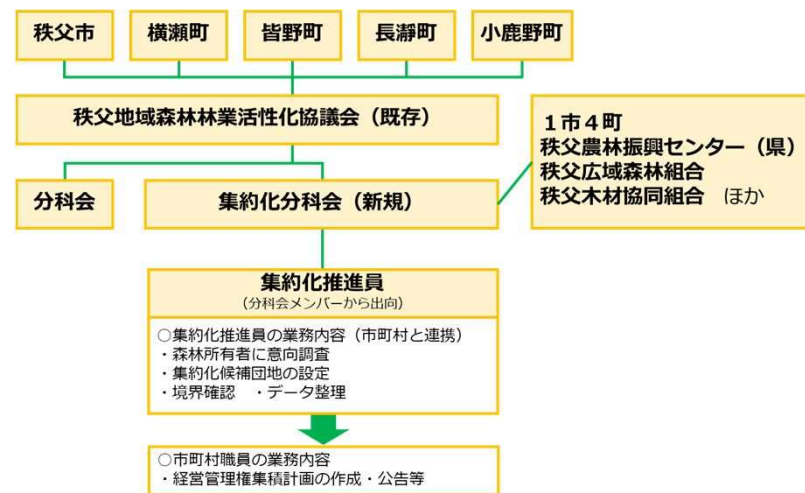 秩父市
横瀬町
皆野町
長瀞町
小鹿野町
秩父地域森林林業活性化協議会（既存）
分科会
集約化分科会（新規）
１市４町
秩父農林振興センター（県）
秩父広域森林組合
秩父木材協同組合　ほか
集約化推進員
（分科会メンバーから出向）
○集約化推進員の業務内容（市町村と連携）
・森林所有者に意向調査
・集約化候補団地の設定
・境界確認　・データ整理
○市町村職員の業務内容
・経営管理権集積計画の作成・公告等